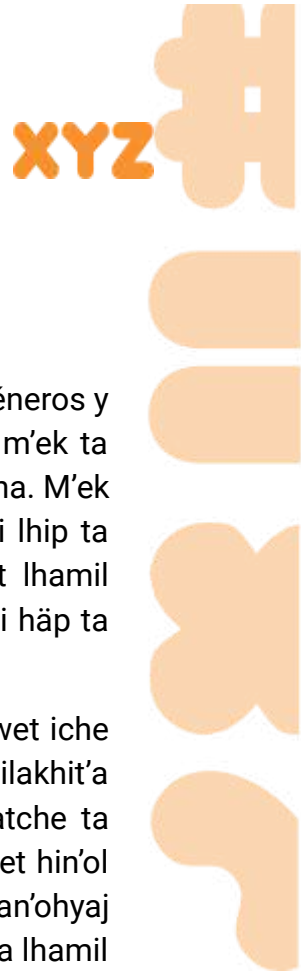 XYZ
éneros y
m'ek ta
na. M'ek
i lhip ta
t lhamil
i häp ta
wet iche
ilakhit'a
atche ta
et hin'ol
an'ohyaj
a lhamil